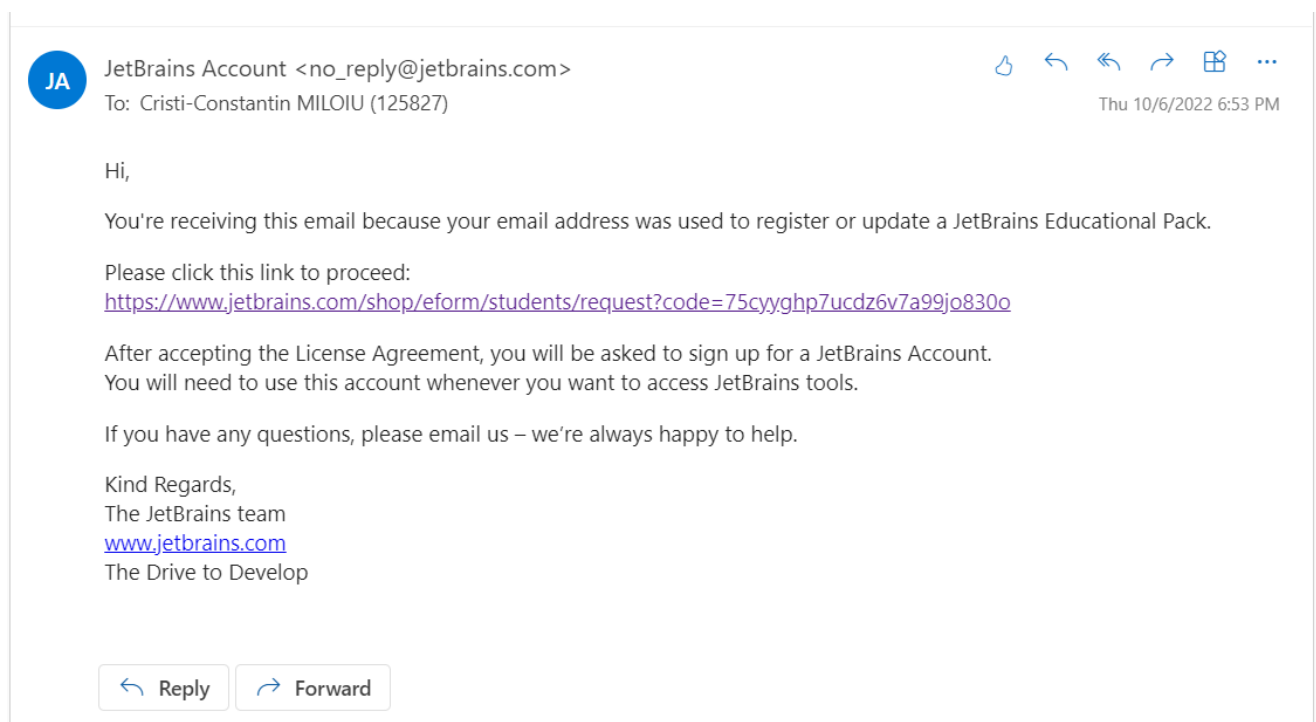 JA
JetBrains Account <no_reply@jetbrains.com>
To: Cristi-Constantin MILOIU (125827)
Thu 10/6/2022 6:53 PM
Hi,
You're receiving this email because your email address was used to register or update a JetBrains Educational Pack.
Please click this link to proceed:
https://www.jetbrains.com/shop/eform/students/request?code=75cyyghp7ucdz6v7a99jo830o
After accepting the License Agreement, you will be asked to sign up for a JetBrains Account.
You will need to use this account whenever you want to access JetBrains tools.
If you have any questions, please email us – we’re always happy to help.
Kind Regards,
The JetBrains team
www.jetbrains.com
The Drive to Develop
Reply Forward